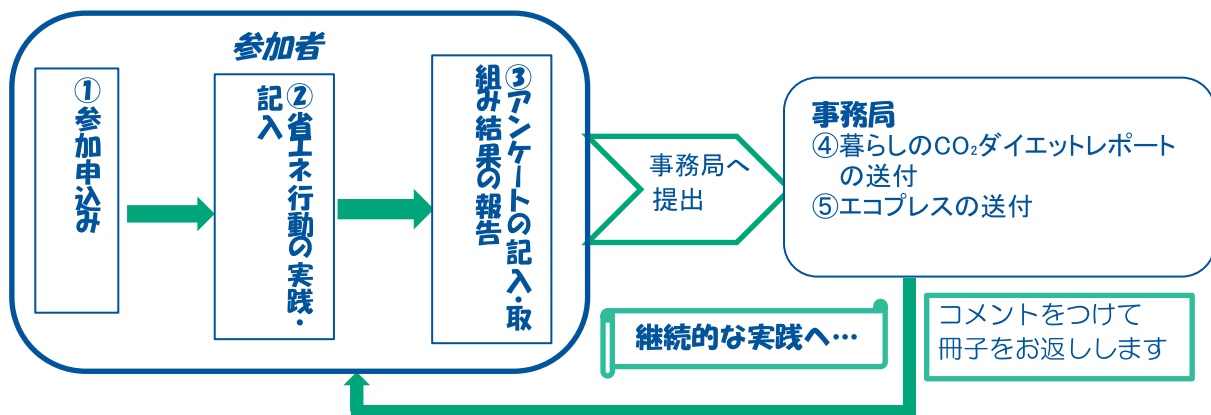 参加者
①参加申込み
②省エネ行動の実践・
記入
③アンケートの記入・取
組み結果の報告
事務局へ
提出
事務局
④暮らしのCO₂ダイエットレポート
の送付
⑤エコプレスの送付
継続的な実践へ…
コメントをつけて
冊子をお返しします